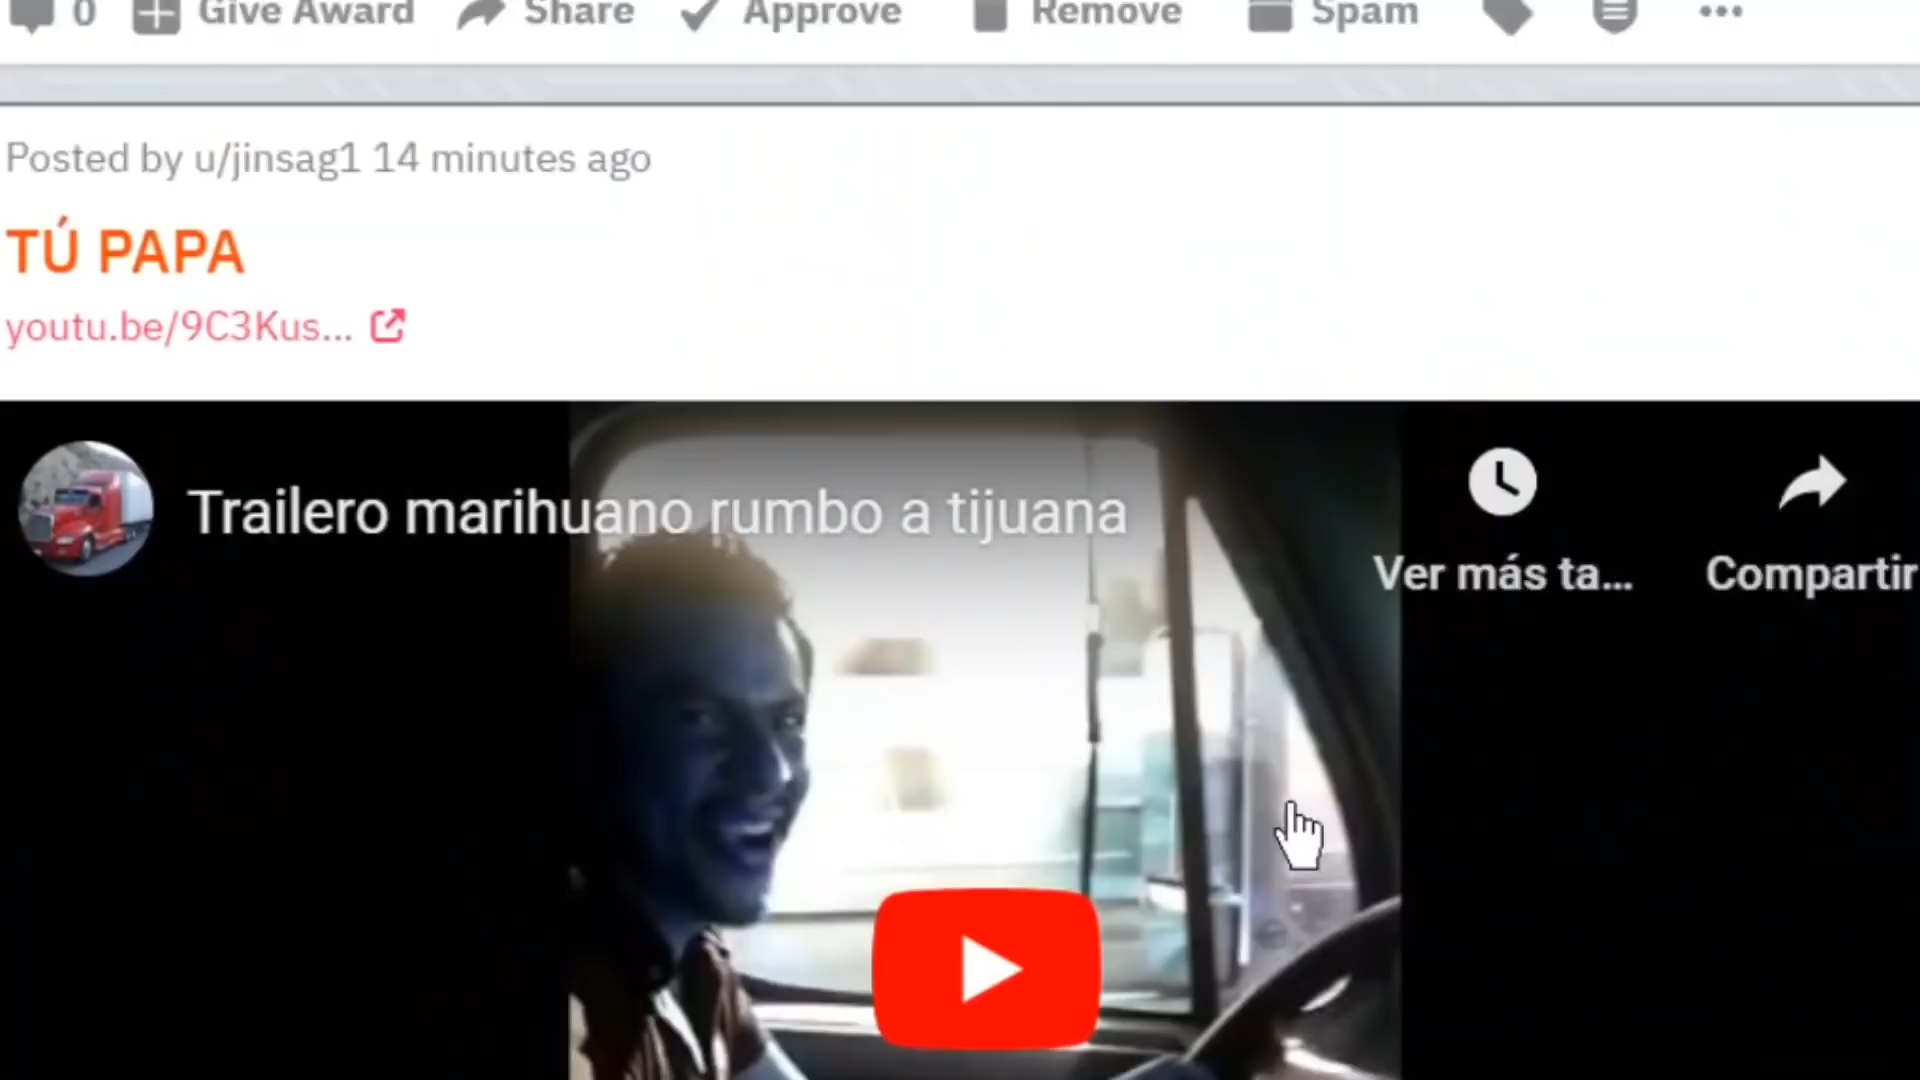 0 Give Award Share Approve Remove Spam
Posted by u/jinsag1 14 minutes ago
TÚ PAPA
youtu.be/9C3Kus...
Trailero marihuano rumbo a tijuana
Ver más ta... Compartir